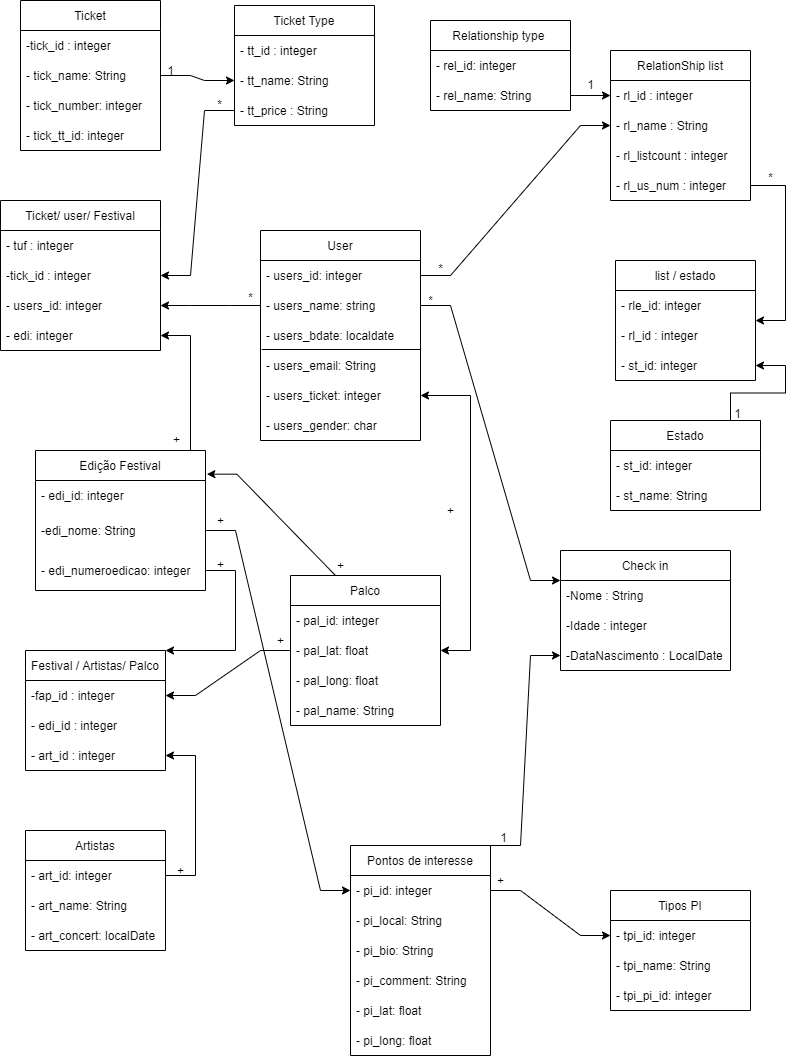 Ticket
-tick_id : integer
- tick_name: String
- tick_number: integer
- tick_tt_id: integer
1
Ticket Type
- tt_id : integer
- tt_name: String
- tt_price : String
*
Relationship type
- rel_id: integer
- rel_name: String
1
RelationShip list
- rl_id : integer
- rl_name : String
- rl_listcount : integer
- rl_us_num : integer
*
Ticket/ user/ Festival
- tuf : integer
-tick_id : integer
- users_id: integer
- edi: integer
*
User
- users_id: integer
- users_name: string
- users_bdate: localdate
- users_email: String
- users_ticket: integer
- users_gender: char
*
*
+
list / estado
- rle_id: integer
- rl_id : integer
- st_id: integer
1
Estado
- st_id: integer
- st_name: String
+
Edição Festival
- edi_id: integer
-edi_nome: String
- edi_numeroedicao: integer
+
+
+
Palco
- pal_id: integer
- pal_lat: float
- pal_long: float
- pal_name: String
+
Check in
-Nome : String
-Idade : integer
-DataNascimento : LocalDate
Festival / Artistas/ Palco
-fap_id : integer
- edi_id : integer
- art_id : integer
Artistas
- art_id: integer
- art_name: String
- art_concert: localDate
+
1
Pontos de interesse
- pi_id: integer
- pi_local: String
- pi_bio: String
- pi_comment: String
- pi_lat: float
- pi_long: float
+
Tipos PI
- tpi_id: integer
- tpi_name: String
- tpi_pi_id: integer